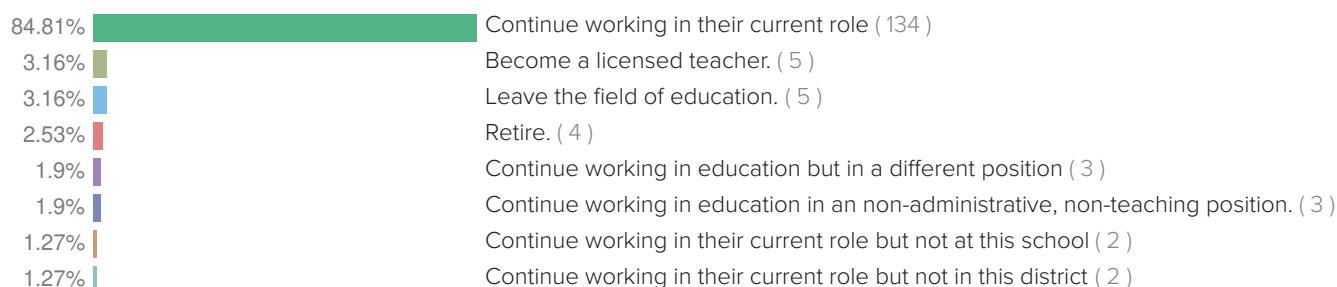 84.81% Continue working in their current role ( 134 )
3.16% Become a licensed teacher. ( 5 )
3.16% Leave the field of education. ( 5 )
2.53% Retire. ( 4 )
1.9% Continue working in education but in a different position ( 3 )
1.9% Continue working in education in an non-administrative, non-teaching position. ( 3 )
1.27% Continue working in their current role but not at this school ( 2 )
1.27% Continue working in their current role but not in this district ( 2 )